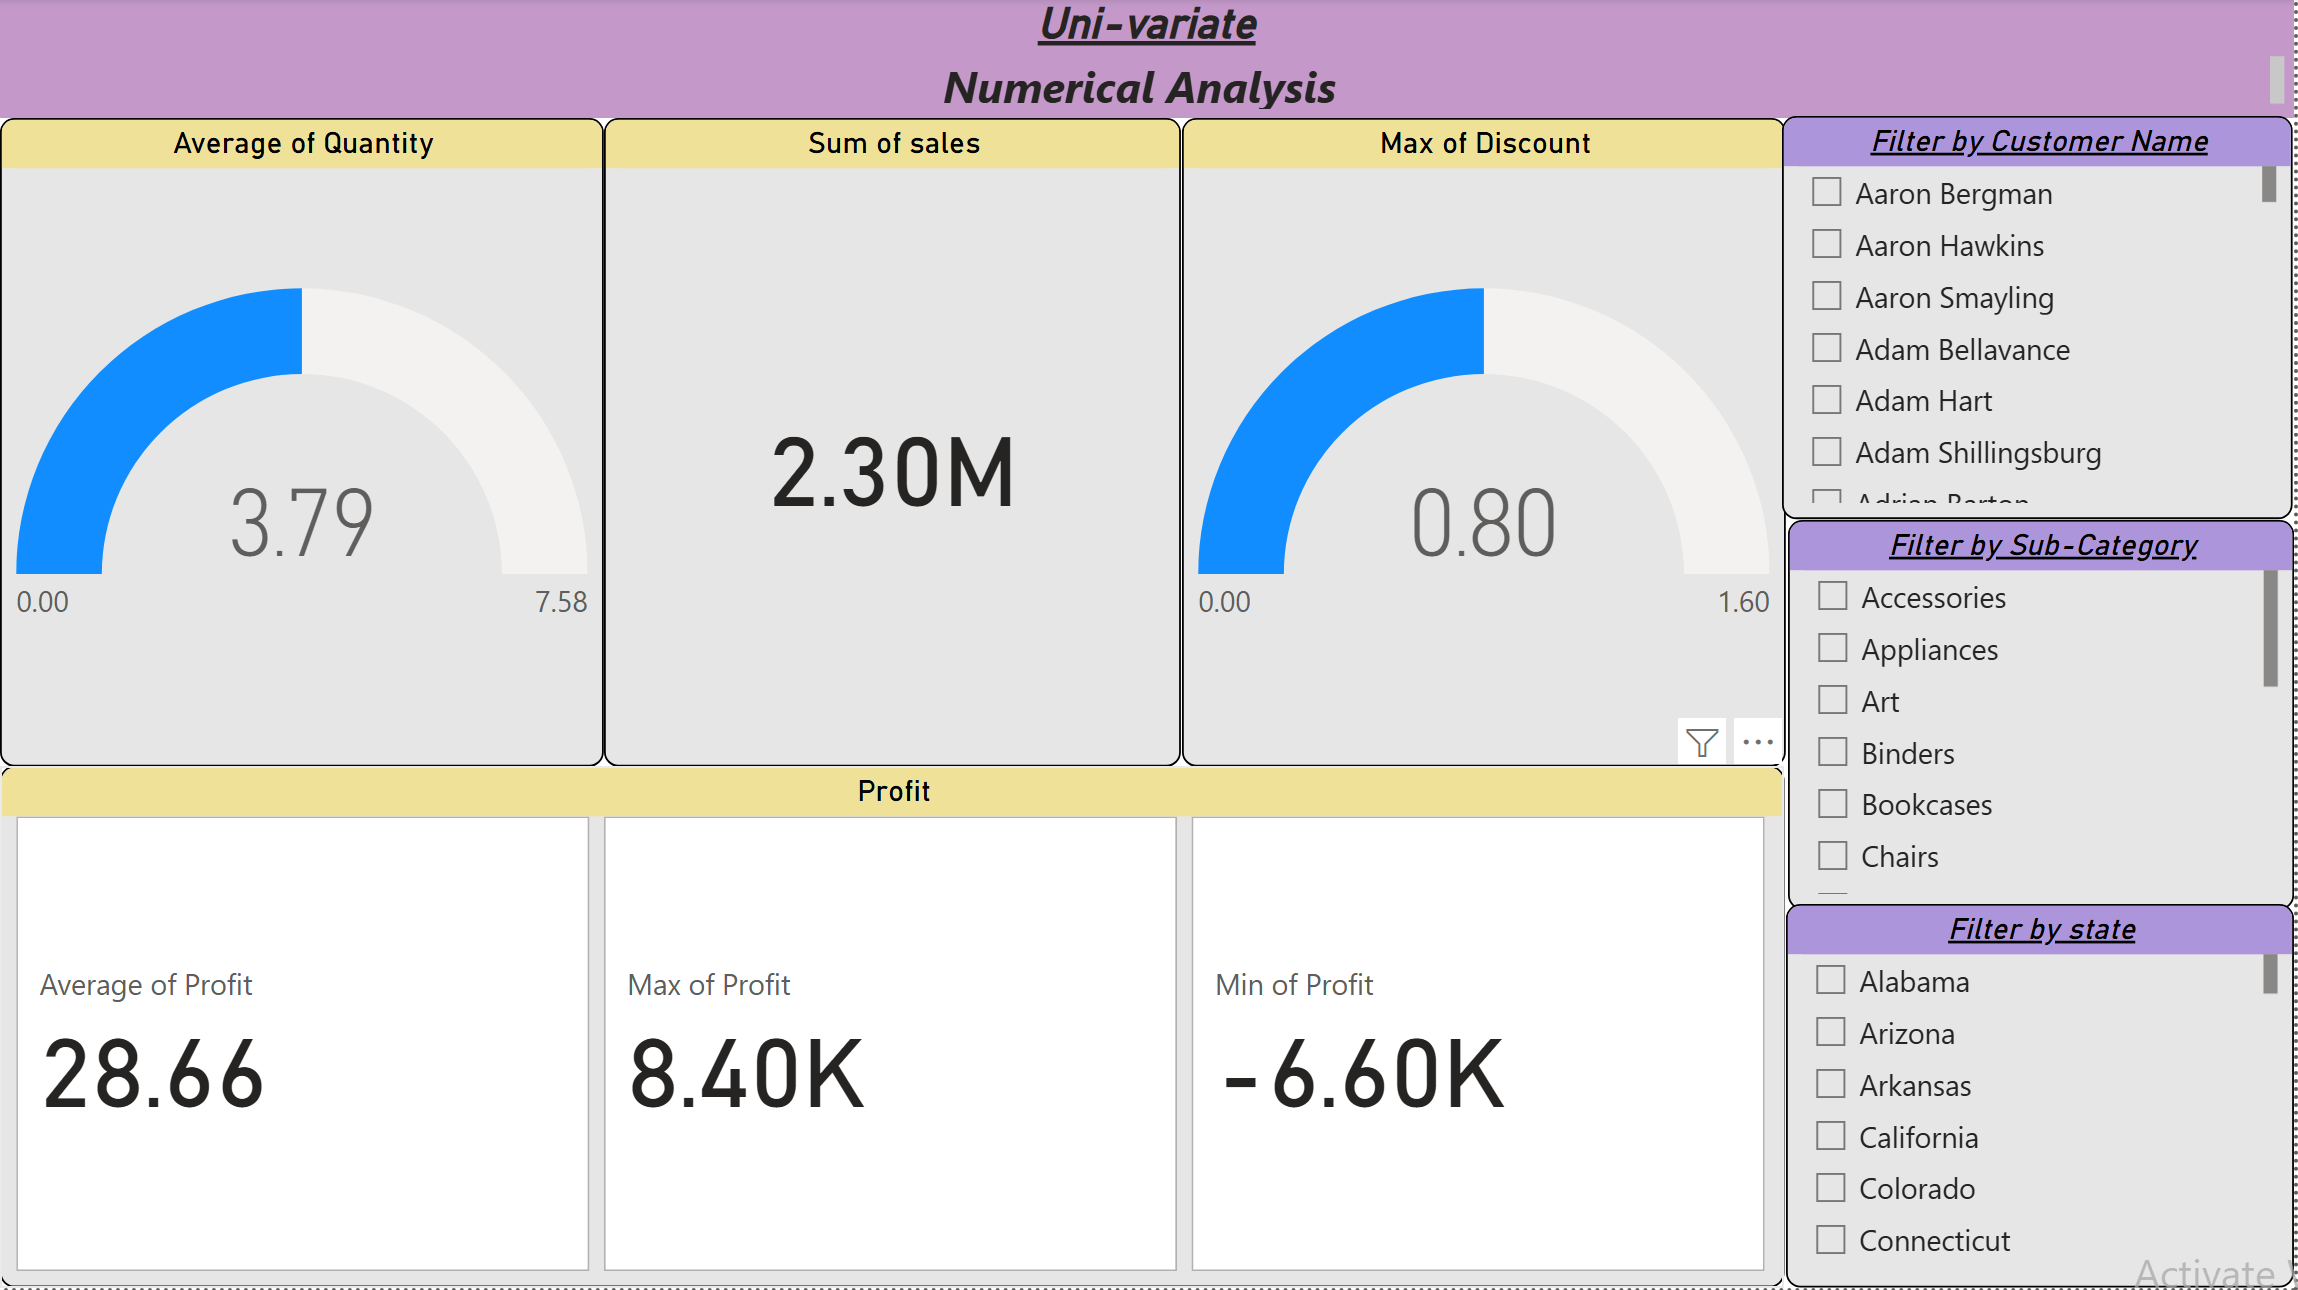 Uni-variate
Numerical Analysis
Average of Quantity
3.79
0.00
7.58
Sum of sales
2.30M
Max of Discount
0.80
0.00
1.60
Profit
Average of Profit
28.66
Max of Profit
8.40K
Min of Profit
-6.60K
Filter by Customer Name
Aaron Bergman
Aaron Hawkins
Aaron Smayling
Adam Bellavance
Adam Hart
Adam Shillingsburg
Adrian Barton
Filter by Sub-Category
Accessories
Appliances
Art
Binders
Bookcases
Chairs
Filter by state
Alabama
Arizona
Arkansas
California
Colorado
Connecticut
Activate